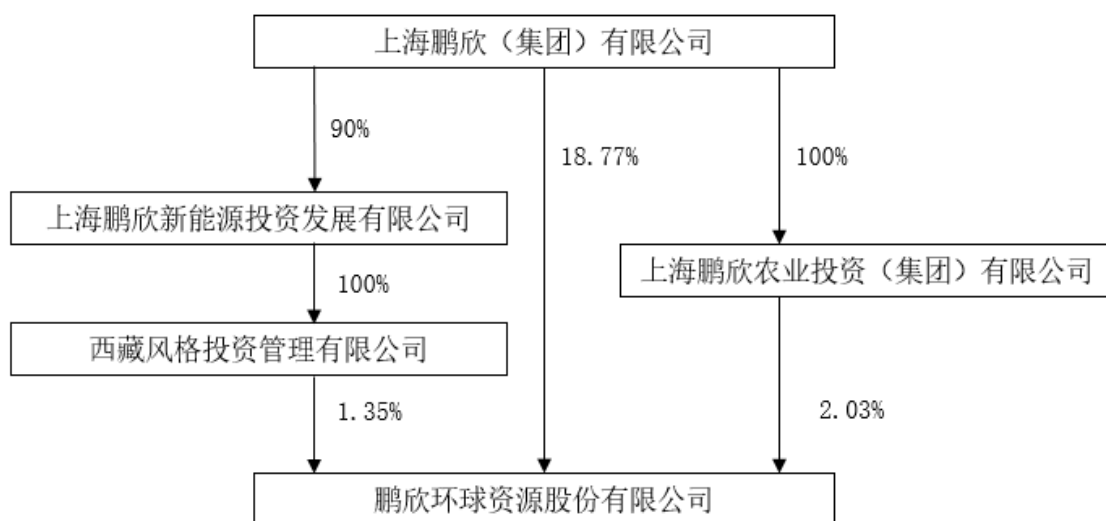 上海鹏欣（集团）有限公司
90%
18.77%
100%
上海鹏欣新能源投资发展有限公司
上海鹏欣农业投资（集团）有限公司
100%
西藏风格投资管理有限公司
1.35%
2.03%
鹏欣环球资源股份有限公司